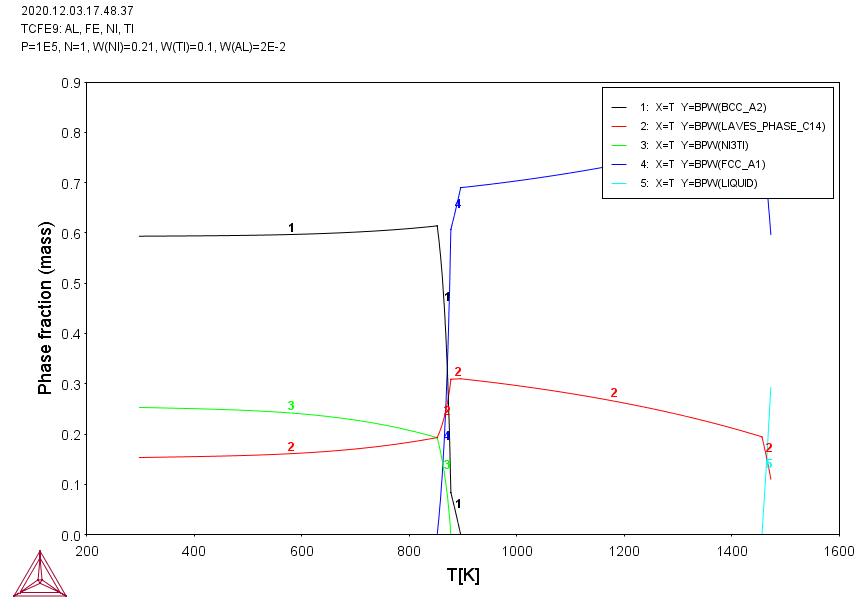 2020.12.03.17.48.37
TCFE9: AL, FE, NI, TI
P=1E5, N=1, W(NI)=0.21, W(TI)=0.1, W(AL)=2E-2
0.9
0.8
0.7
0.6
0.5
0.4
0.3
0.2
0.1
0.0
Phase fraction (mass)
1: X=T Y=BPW(BCC_A2)
2: X=T Y=BPW(LAVES_PHASE_C14)
3: X=T Y=BPW(NI3TI)
4: X=T Y=BPW(FCC_A1)
5: X=T Y=BPW(LIQUID)
4
1
1
2
2
2
3
4
2
2
3
5
1
200 400 600 800 1000 1200 1400 1600
T[K]